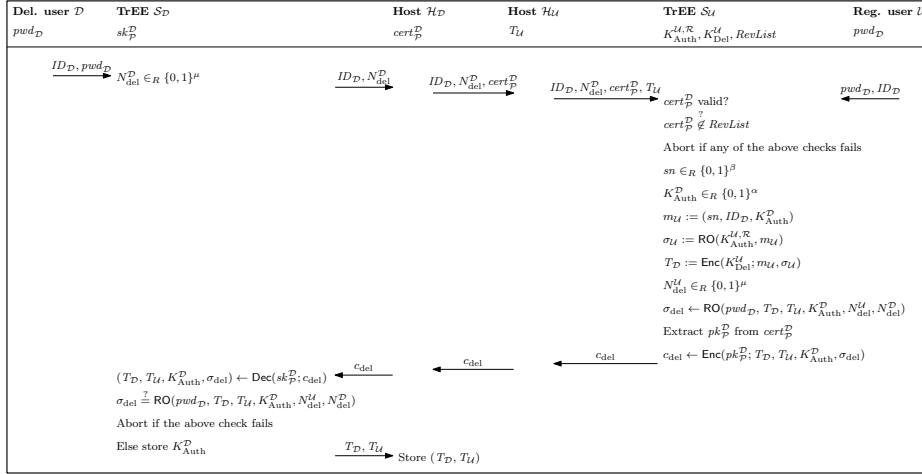 Del. user 𝒟 TrEE 𝒮_𝒟 Host ℋ_𝒟 Host ℋ_𝒰 TrEE 𝒮_𝒰 Reg. user
pwd_𝒟 sk_𝒫^𝒟 cert_𝒫^𝒟 T_𝒰 K_Auth^{𝒰,ℛ}, K_Del^𝒰, RevList pwd_𝒟
ID_𝒟, pwd_𝒟 N_del^𝒟 ∈_R {0,1}^μ ID_𝒟, N_del^𝒟 ID_𝒟, N_del^𝒟, cert_𝒫^𝒟 ID_𝒟, N_del^𝒟, cert_𝒫^𝒟, T_𝒰 pwd_𝒟, ID_𝒟
cert_𝒫^𝒟 valid?
cert_𝒫^𝒟 ∉? RevList
Abort if any of the above checks fails
sn ∈_R {0,1}^β
K_Auth^𝒟 ∈_R {0,1}^α
m_𝒰 := (sn, ID_𝒟, K_Auth^𝒟)
σ_𝒰 := RO(K_Auth^{𝒰,ℛ}, m_𝒰)
T_𝒟 := Enc(K_Del^𝒰; m_𝒰, σ_𝒰)
N_del^𝒰 ∈_R {0,1}^μ
σ_del ← RO(pwd_𝒟, T_𝒟, T_𝒰, K_Auth^𝒟, N_del^𝒰, N_del^𝒟)
Extract pk_𝒫^𝒟 from cert_𝒫^𝒟
c_del c_del c_del c_del ← Enc(pk_𝒫^𝒟; T_𝒟, T_𝒰, K_Auth^𝒟, σ_del)
(T_𝒟, T_𝒰, K_Auth^𝒟, σ_del) ← Dec(sk_𝒫^𝒟; c_del)
σ_del =? RO(pwd_𝒟, T_𝒟, T_𝒰, K_Auth^𝒟, N_del^𝒰, N_del^𝒟)
Abort if the above check fails
Else store K_Auth^𝒟 T_𝒟, T_𝒰 Store (T_𝒟, T_𝒰)